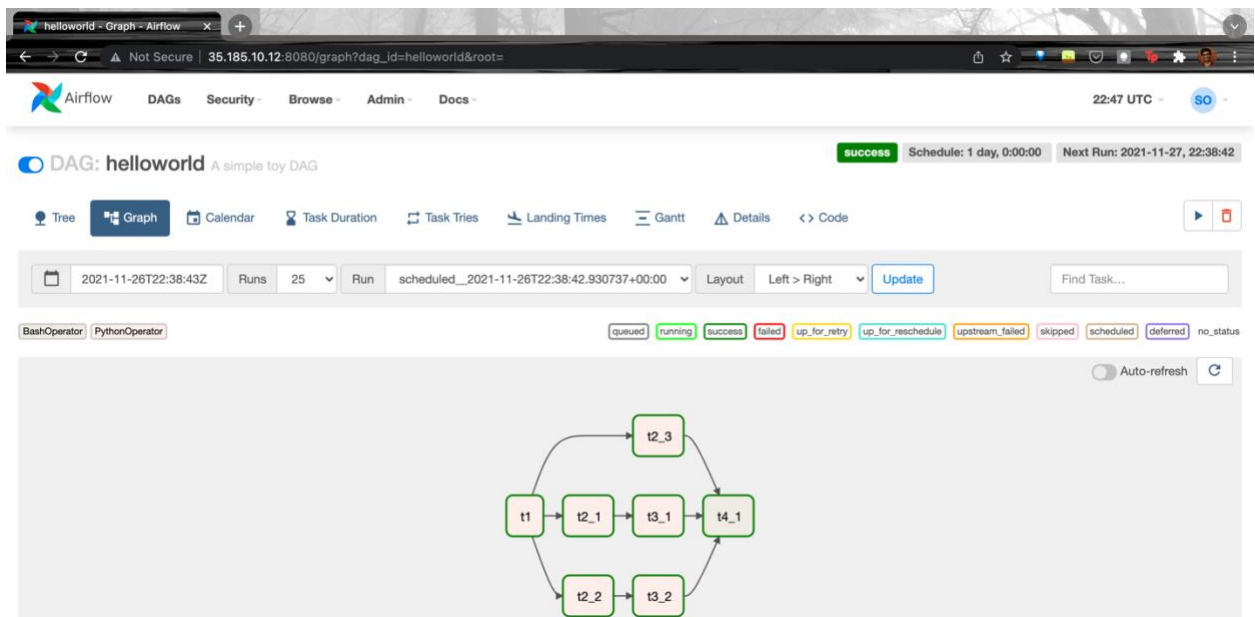 helloworld - Graph - Airflow
Not Secure | 35.185.10.12:8080/graph?dag_id=helloworld&root=
Airflow DAGs Security Browse Admin Docs 22:47 UTC SO
DAG: helloworld A simple toy DAG success Schedule: 1 day, 0:00:00 Next Run: 2021-11-27, 22:38:42
Tree Graph Calendar Task Duration Task Tries Landing Times Gantt Details <> Code
2021-11-26T22:38:43Z Runs 25 Run scheduled__2021-11-26T22:38:42.930737+00:00 Layout Left > Right Update Find Task...
BashOperator PythonOperator queued running success failed up_for_retry up_for_reschedule upstream_failed skipped scheduled deferred no_status
Auto-refresh
t2_3
t1 t2_1 t3_1 t4_1
t2_2 t3_2